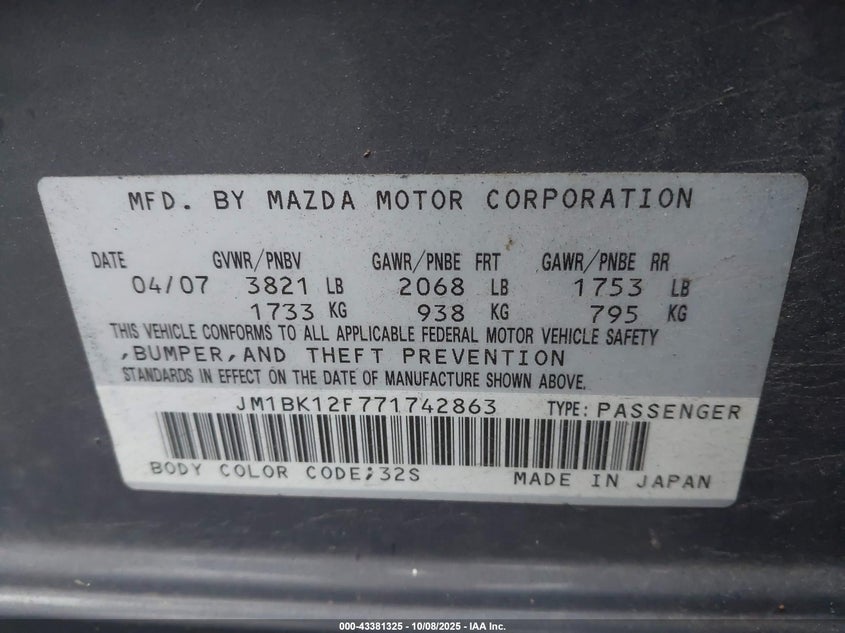 MFD. BY MAZDA MOTOR CORPORATION
DATE GVWR/PNBV GAWR/PNBE FRT GAWR/PNBE RR
04/07 3821 LB 2068 LB 1753 LB
1733 KG 938 KG 795 KG
THIS VEHICLE CONFORMS TO ALL APPLICABLE FEDERAL MOTOR VEHICLE SAFETY
,BUMPER,AND THEFT PREVENTION
STANDARDS IN EFFECT ON THE DATE OF MANUFACTURE SHOWN ABOVE.
JM1BK12F771742863 TYPE: PASSENGER
BODY COLOR CODE;32S MADE IN JAPAN
000-43381325 - 10/08/2025 - IAA Inc.